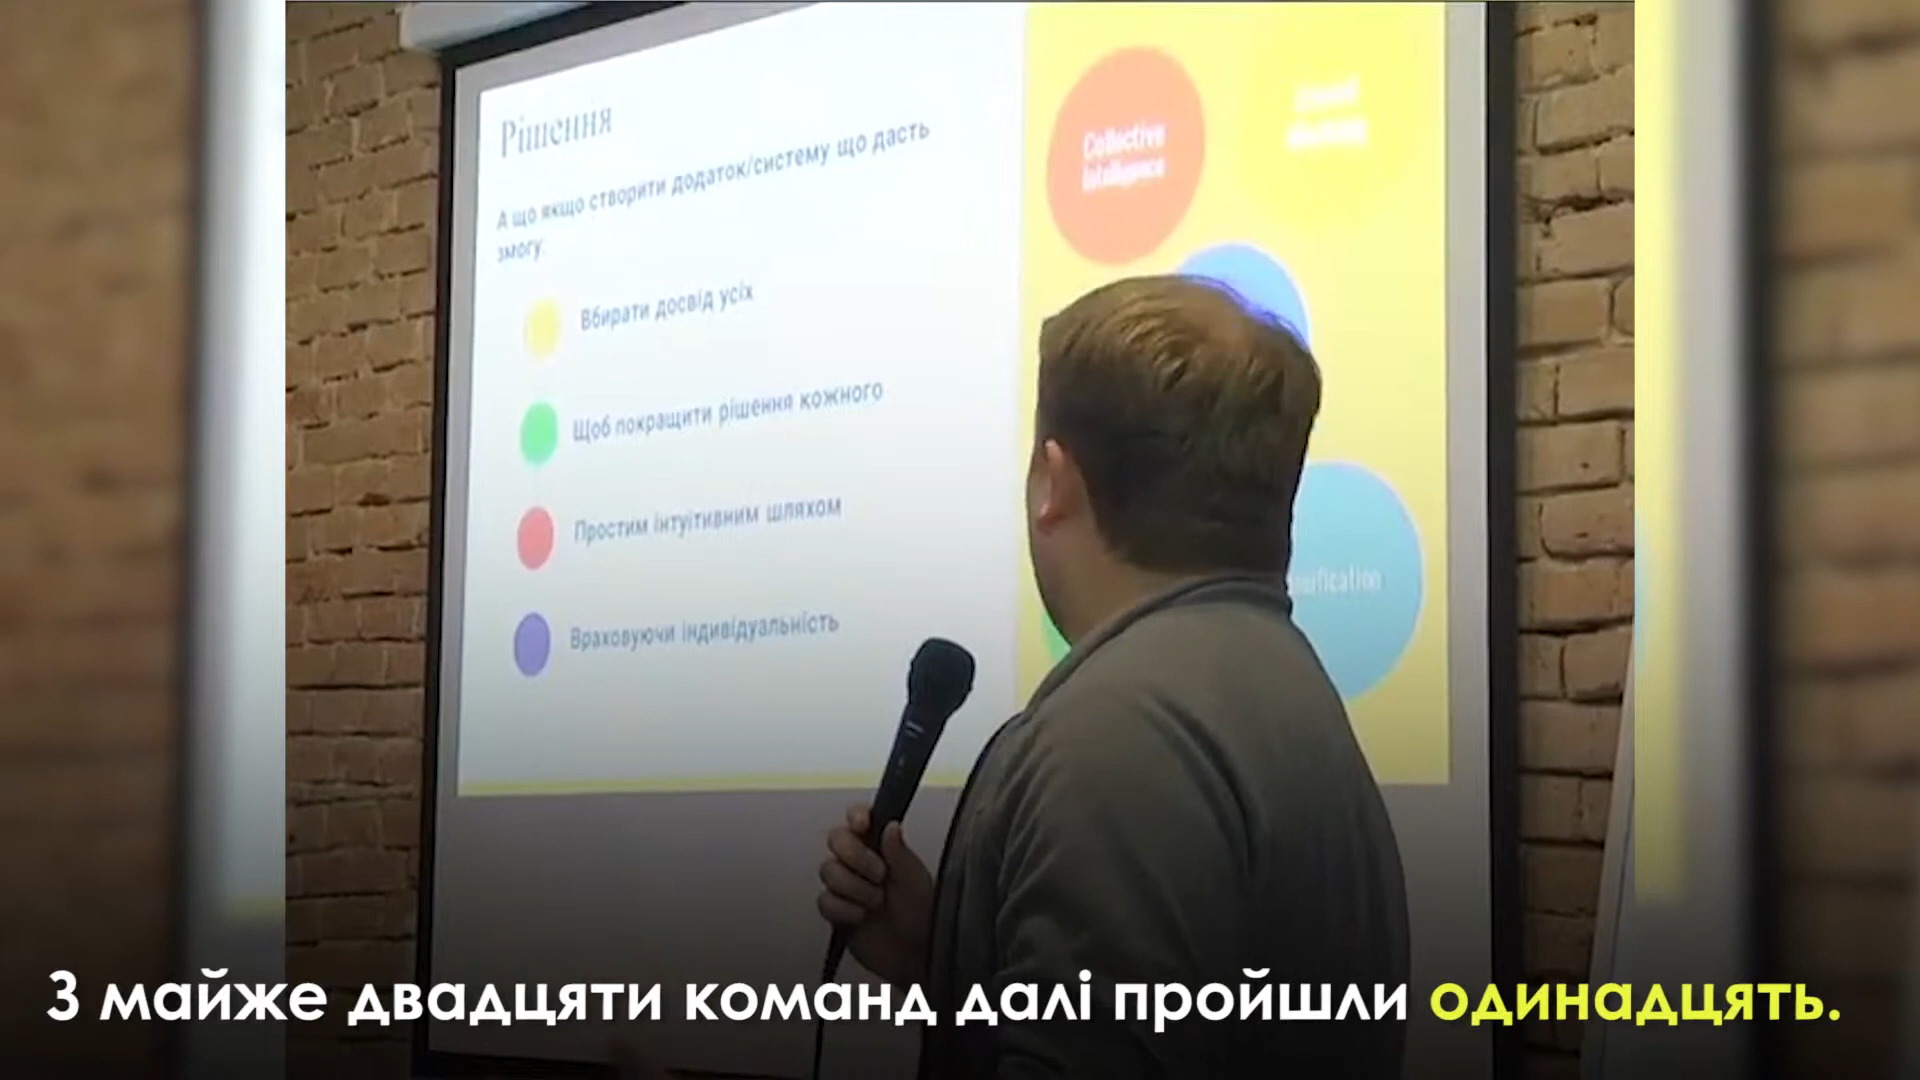 Рішення
А що якщо створити додаток/систему що дасть
змогу:
Вбирати досвід усіх
Щоб покращити рішення кожного
Простим інтуїтивним шляхом
Враховуючи індивідуальність
Collective
Intelligence
З майже двадцяти команд далі пройшли одинадцять.